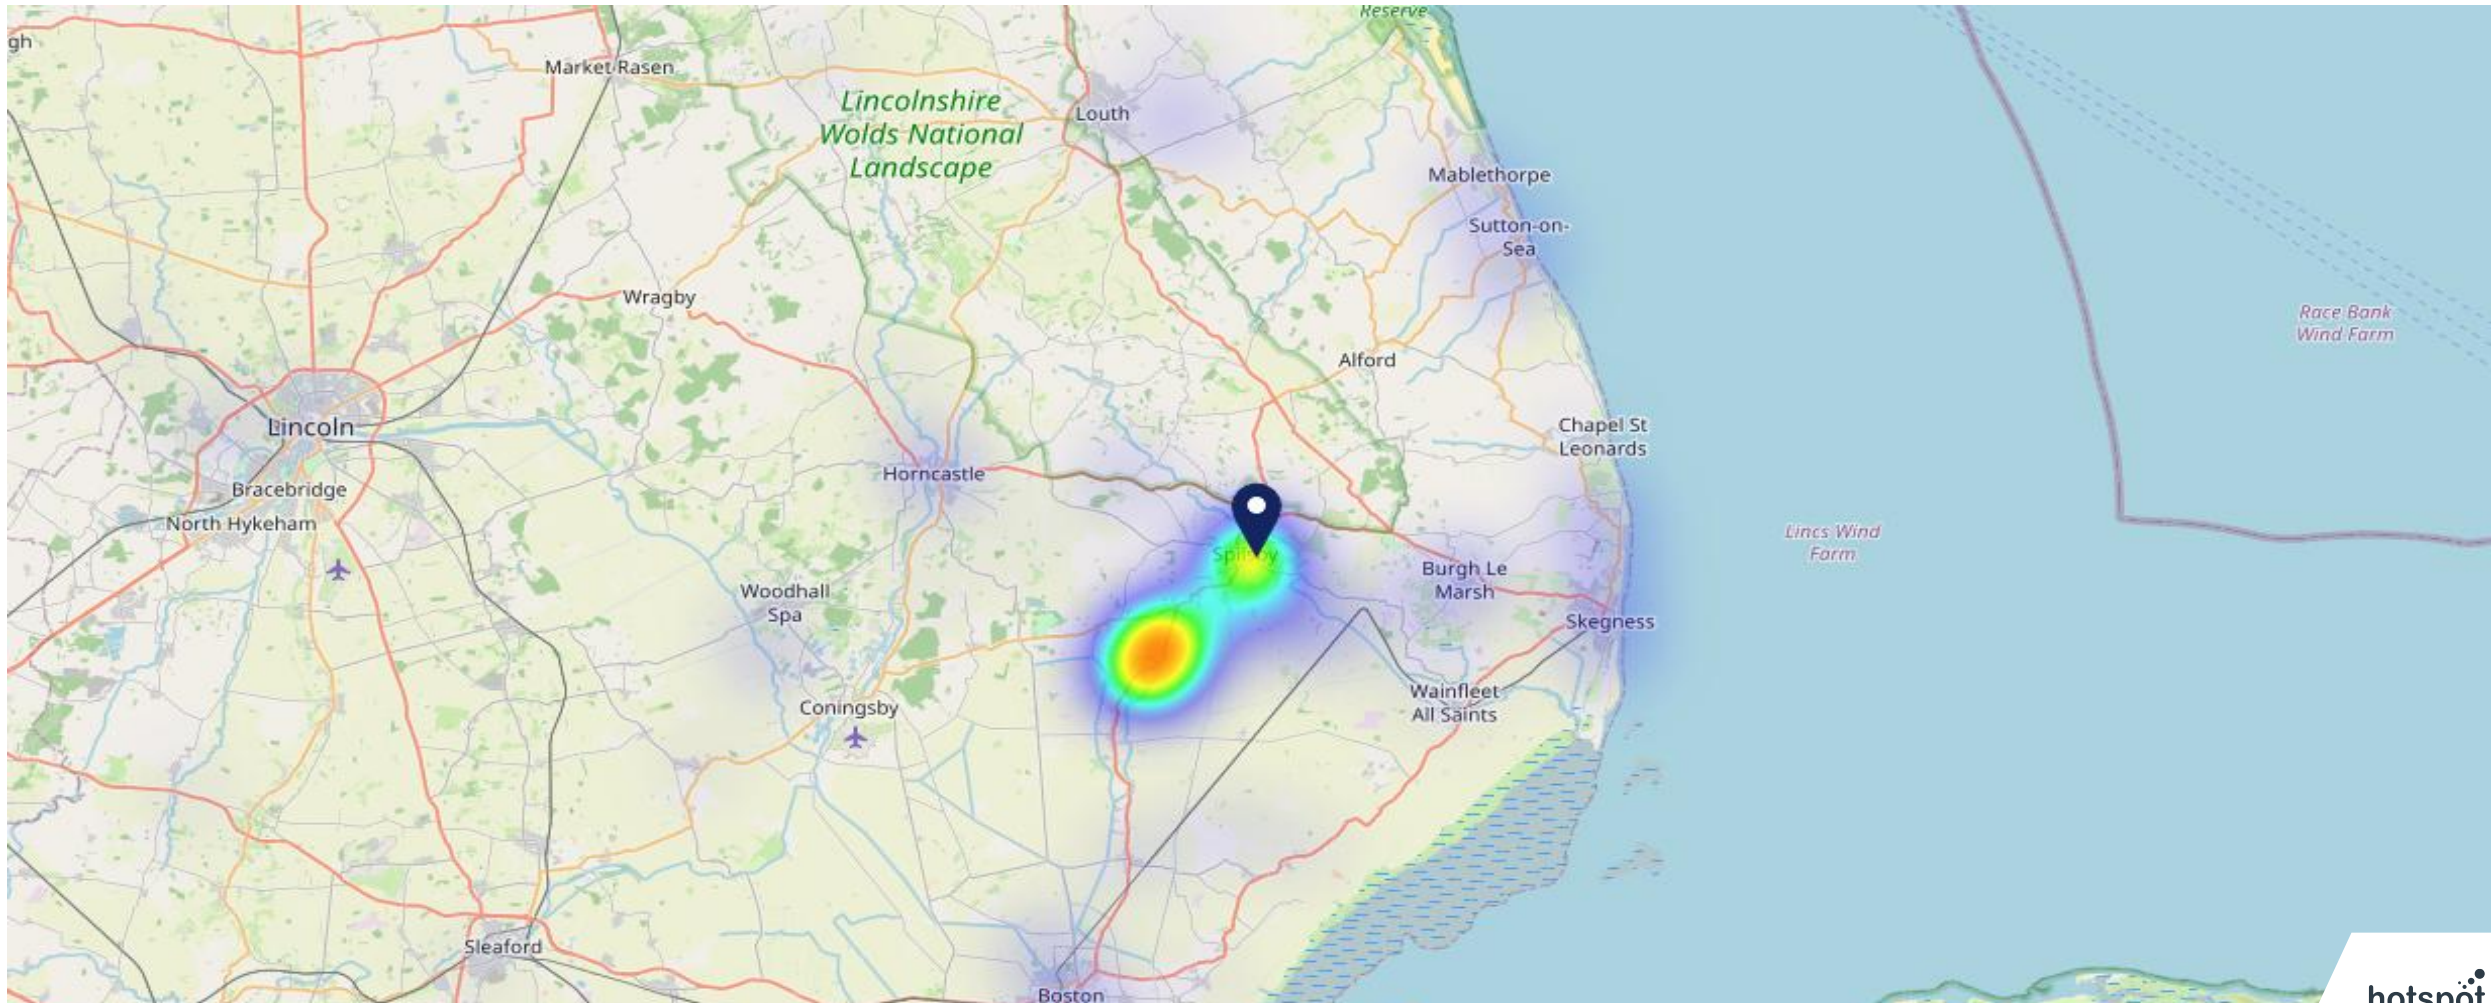 Reserve
gh
Market Rasen
Lincolnshire
Wolds National
Landscape
Louth
Mablethorpe
Sutton-on-
Sea
Wragby
Race Bank
Wind Farm
Alford
Lincoln
Chapel St
Leonards
Horncastle
Bracebridge
North Hykeham
Lincs Wind
Farm
Spilsby
Burgh Le
Marsh
Woodhall
Spa
Skegness
Wainfleet
All Saints
Coningsby
Sleaford
Boston
hotspot